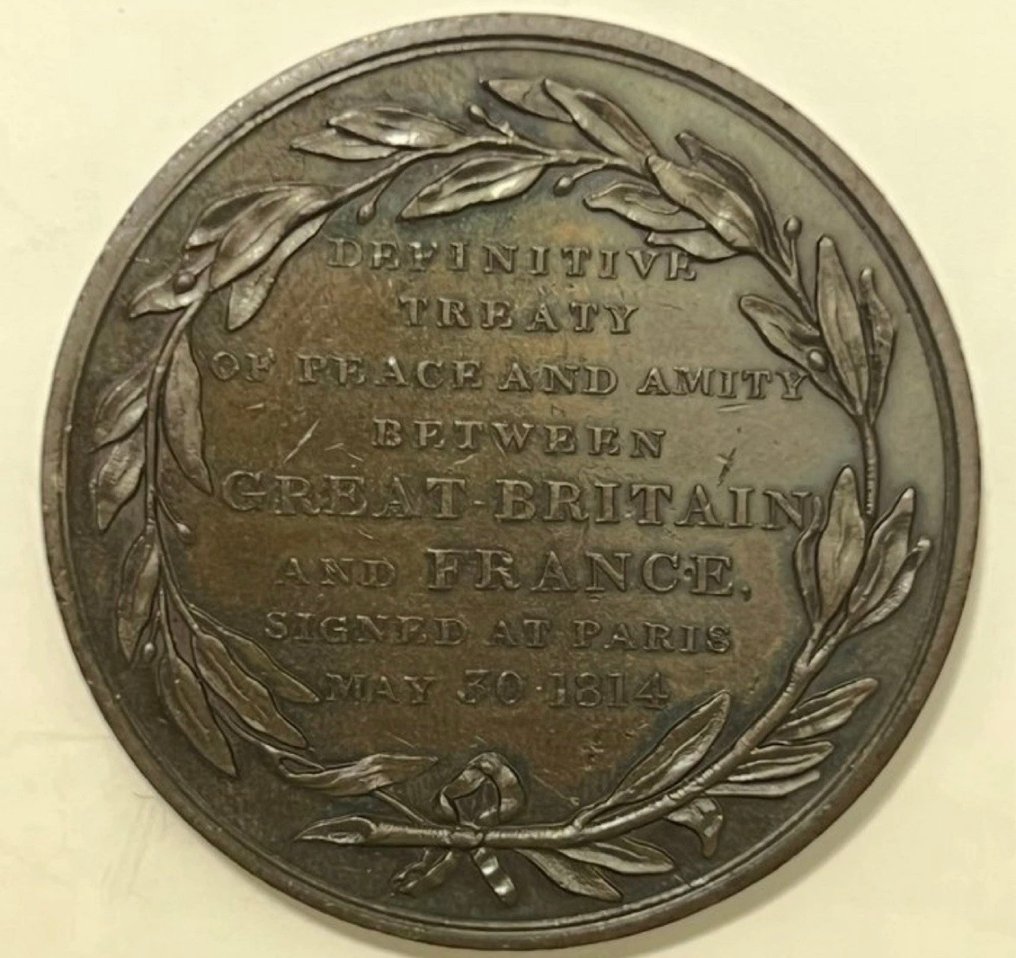 DEFINITIVE
TREATY
OF PEACE AND AMITY
BETWEEN
GREAT-BRITAIN
AND FRANCE,
SIGNED AT PARIS
MAY 30 1814